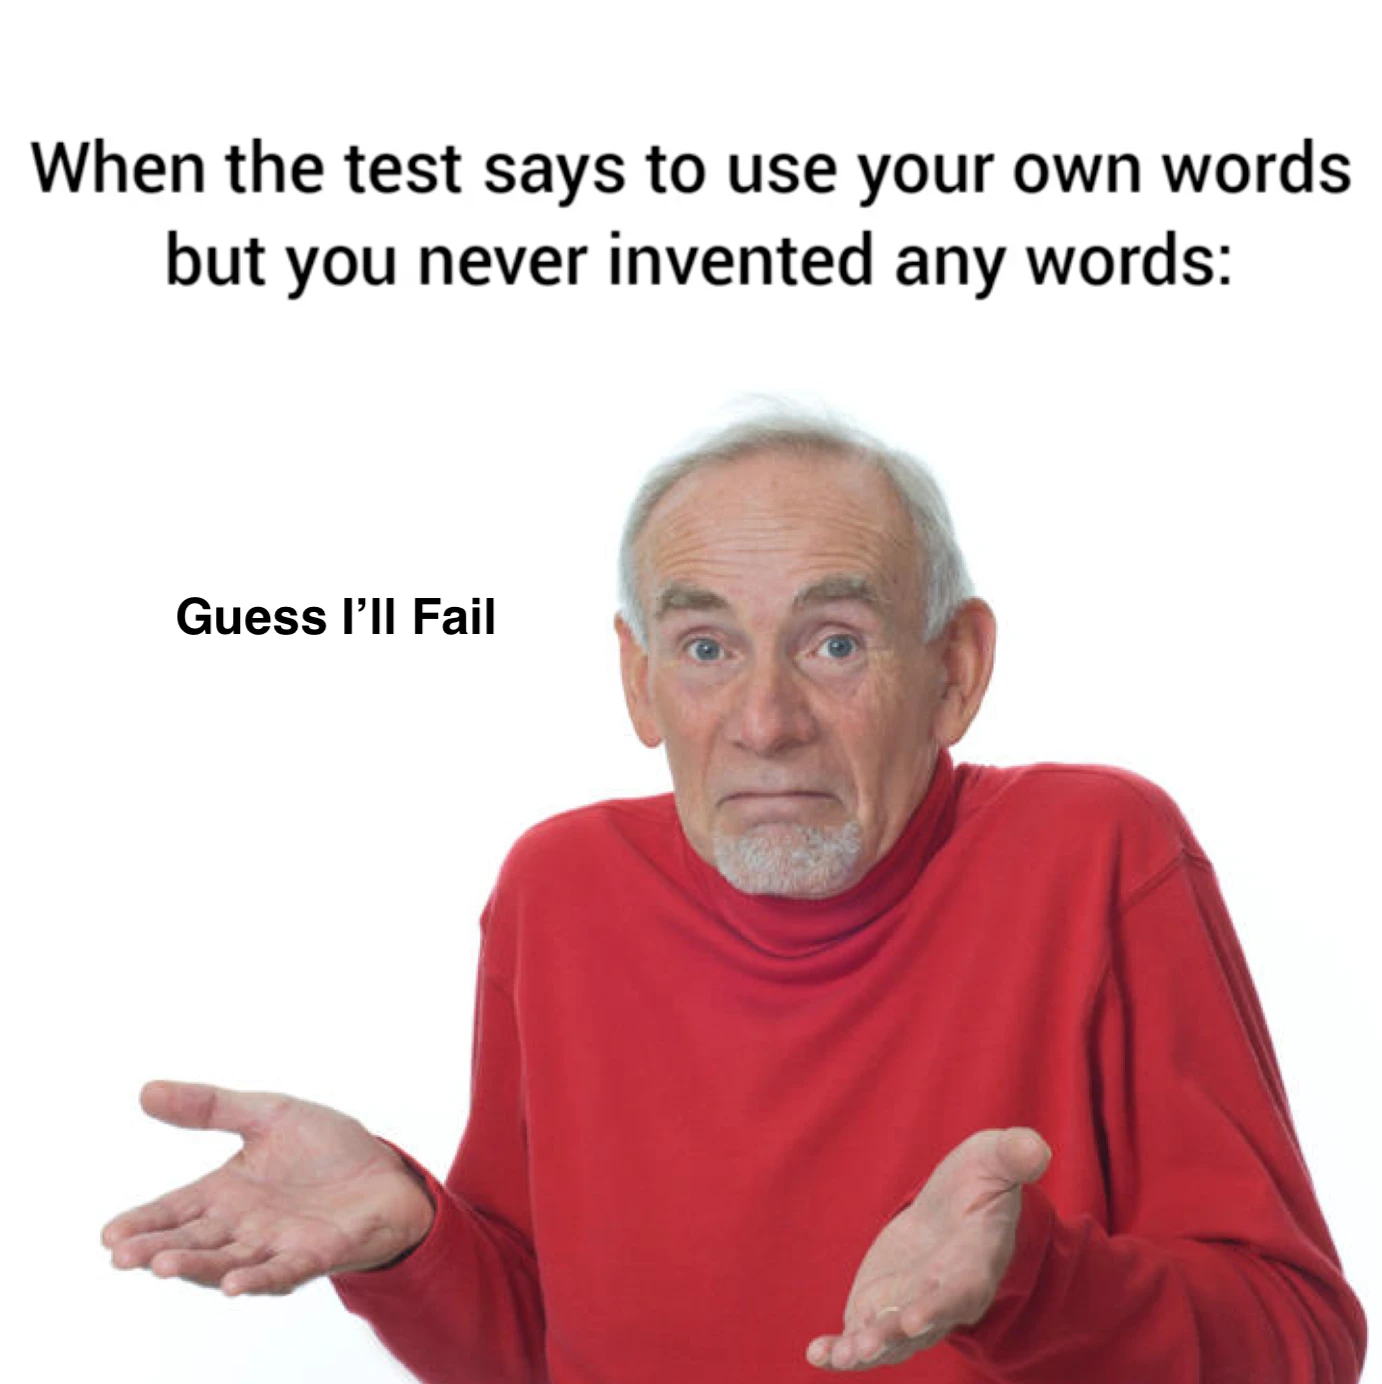 When the test says to use your own words
but you never invented any words:
Guess I’ll Fail